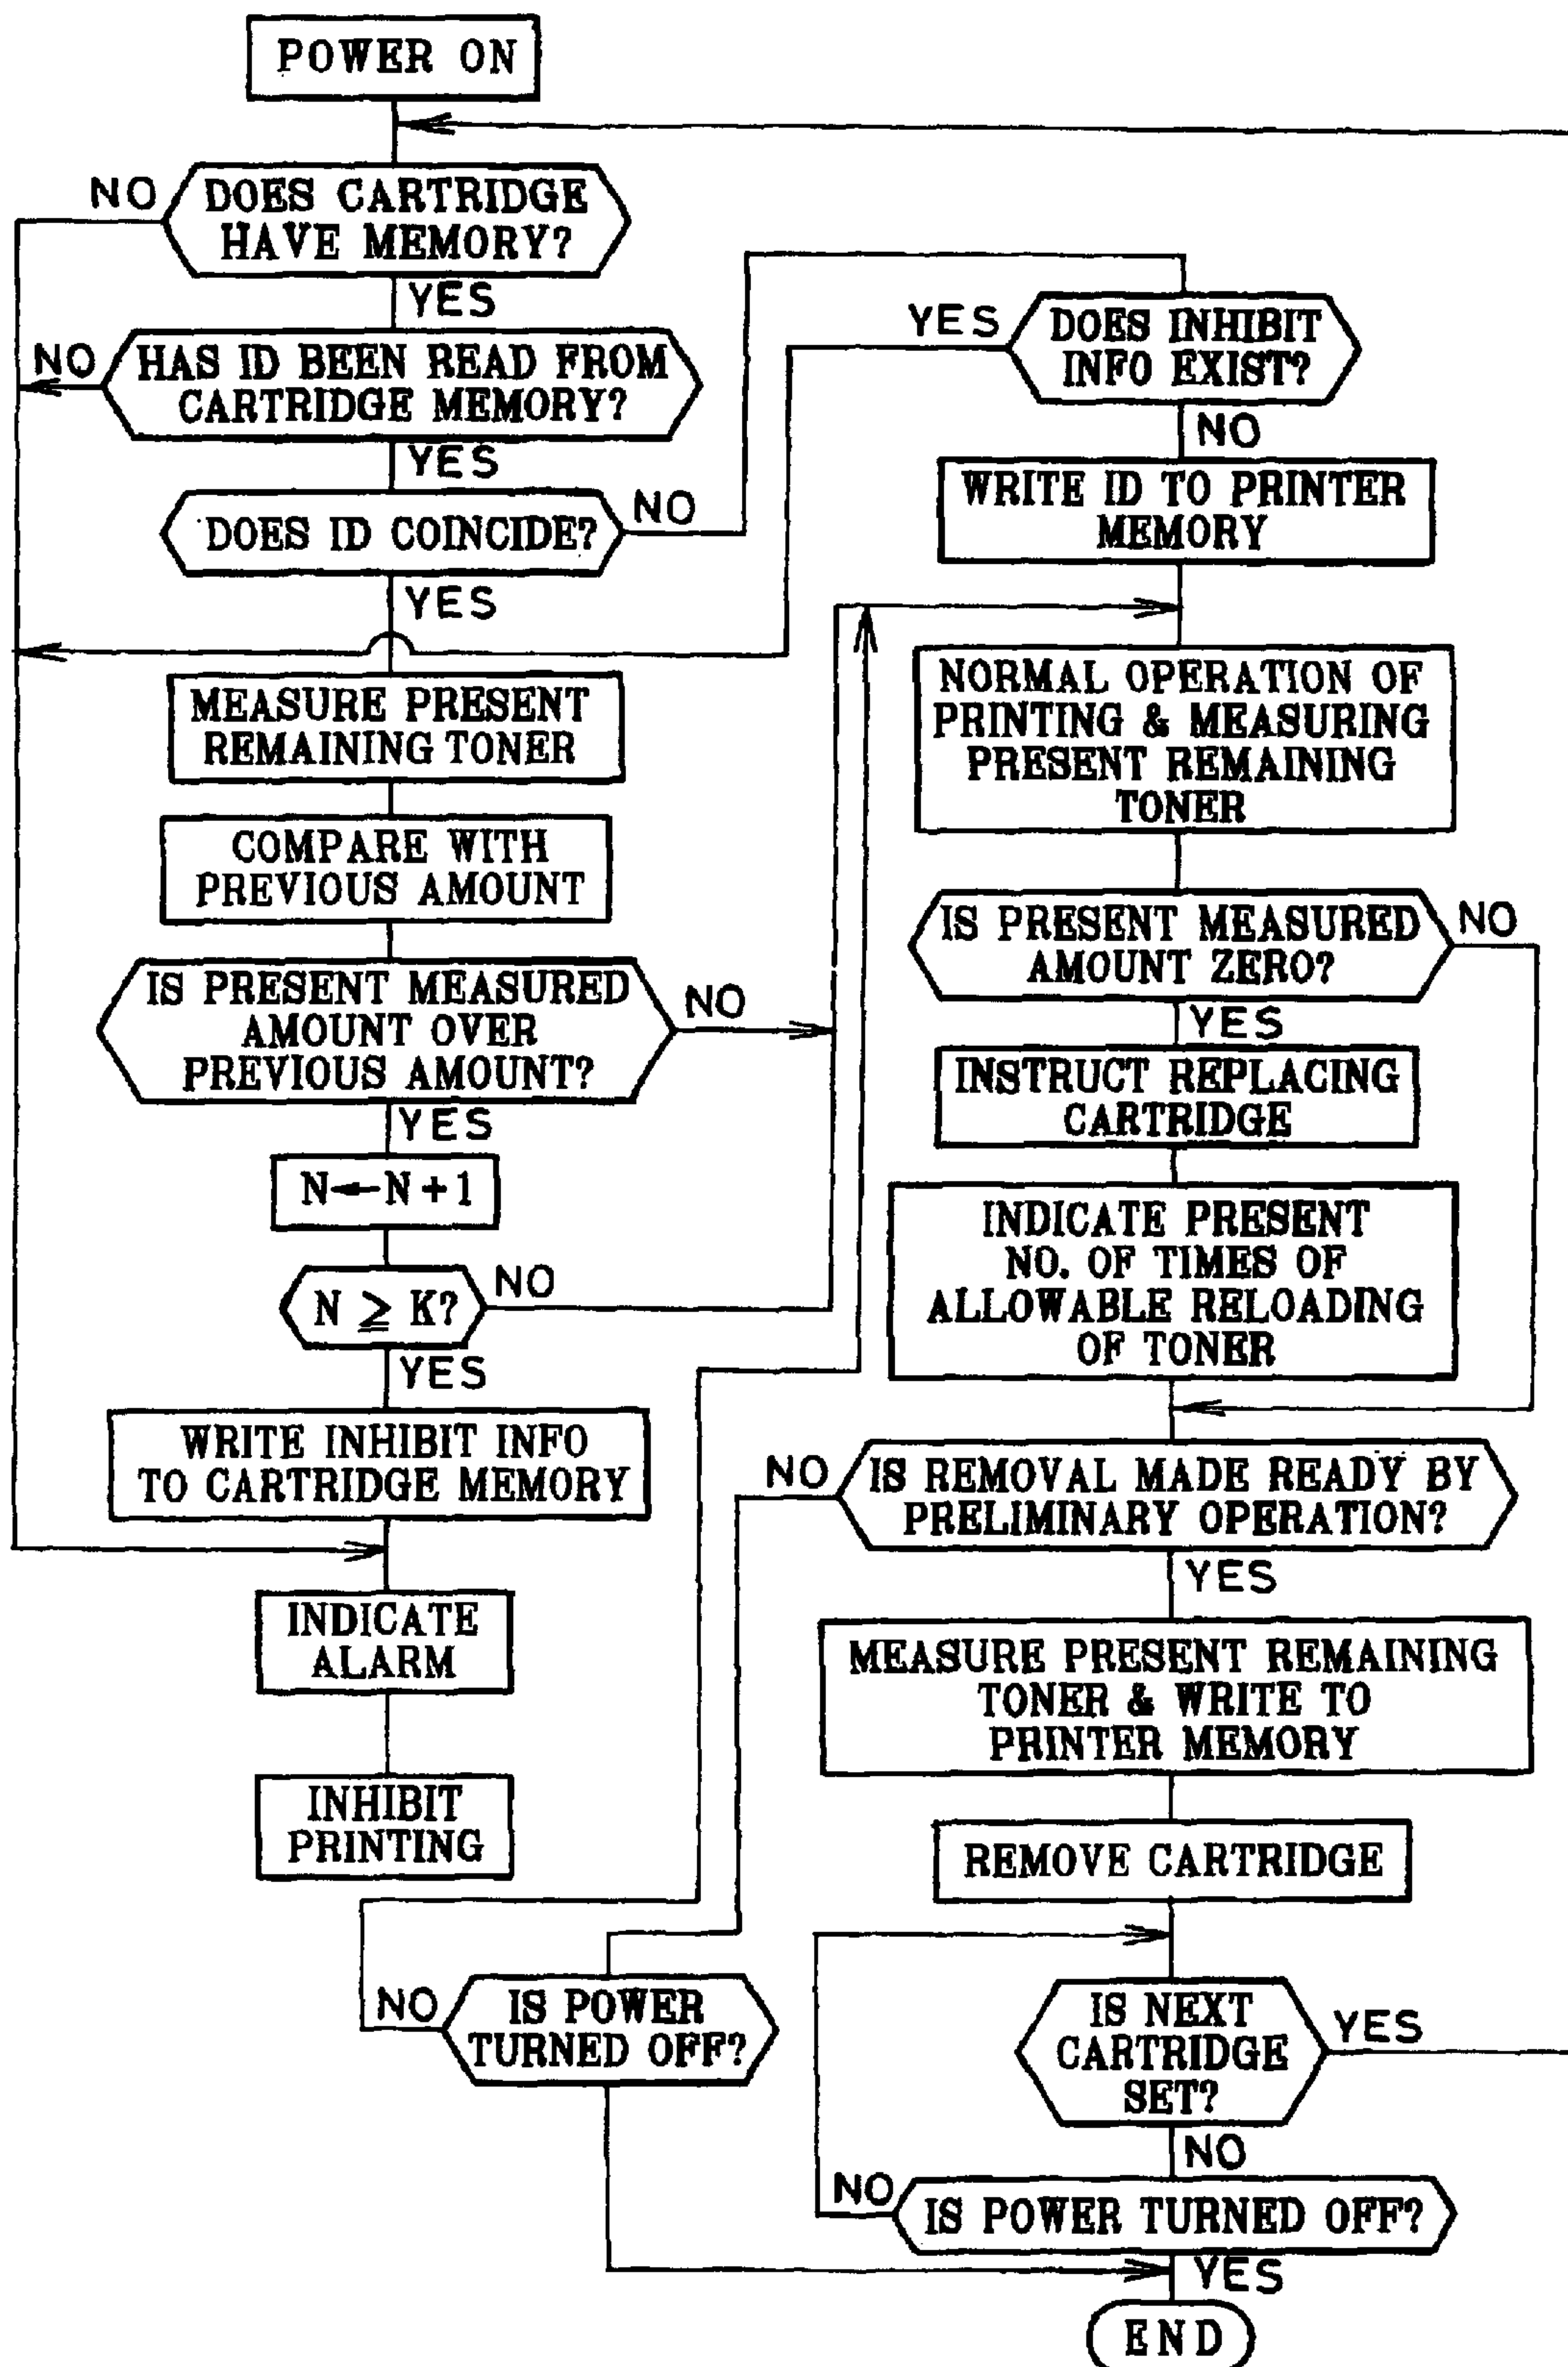 POWER ON
NO
DOES CARTRIDGE
HAVE MEMORY?
YES
NO
HAS ID BEEN READ FROM
CARTRIDGE MEMORY?
YES
DOES ID COINCIDE?
NO
YES
MEASURE PRESENT
REMAINING TONER
COMPARE WITH
PREVIOUS AMOUNT
IS PRESENT MEASURED
AMOUNT OVER
PREVIOUS AMOUNT?
NO
YES
N←N+1
N ≧ K?
NO
YES
WRITE INHIBIT INFO
TO CARTRIDGE MEMORY
INDICATE
ALARM
INHIBIT
PRINTING
YES
DOES INHIBIT
INFO EXIST?
NO
WRITE ID TO PRINTER
MEMORY
NORMAL OPERATION OF
PRINTING & MEASURING
PRESENT REMAINING
TONER
IS PRESENT MEASURED
AMOUNT ZERO?
NO
YES
INSTRUCT REPLACING
CARTRIDGE
INDICATE PRESENT
NO. OF TIMES OF
ALLOWABLE RELOADING
OF TONER
NO
IS REMOVAL MADE READY BY
PRELIMINARY OPERATION?
YES
MEASURE PRESENT REMAINING
TONER & WRITE TO
PRINTER MEMORY
REMOVE CARTRIDGE
NO
IS POWER
TURNED OFF?
IS NEXT
CARTRIDGE
SET?
YES
NO
NO
IS POWER TURNED OFF?
YES
END